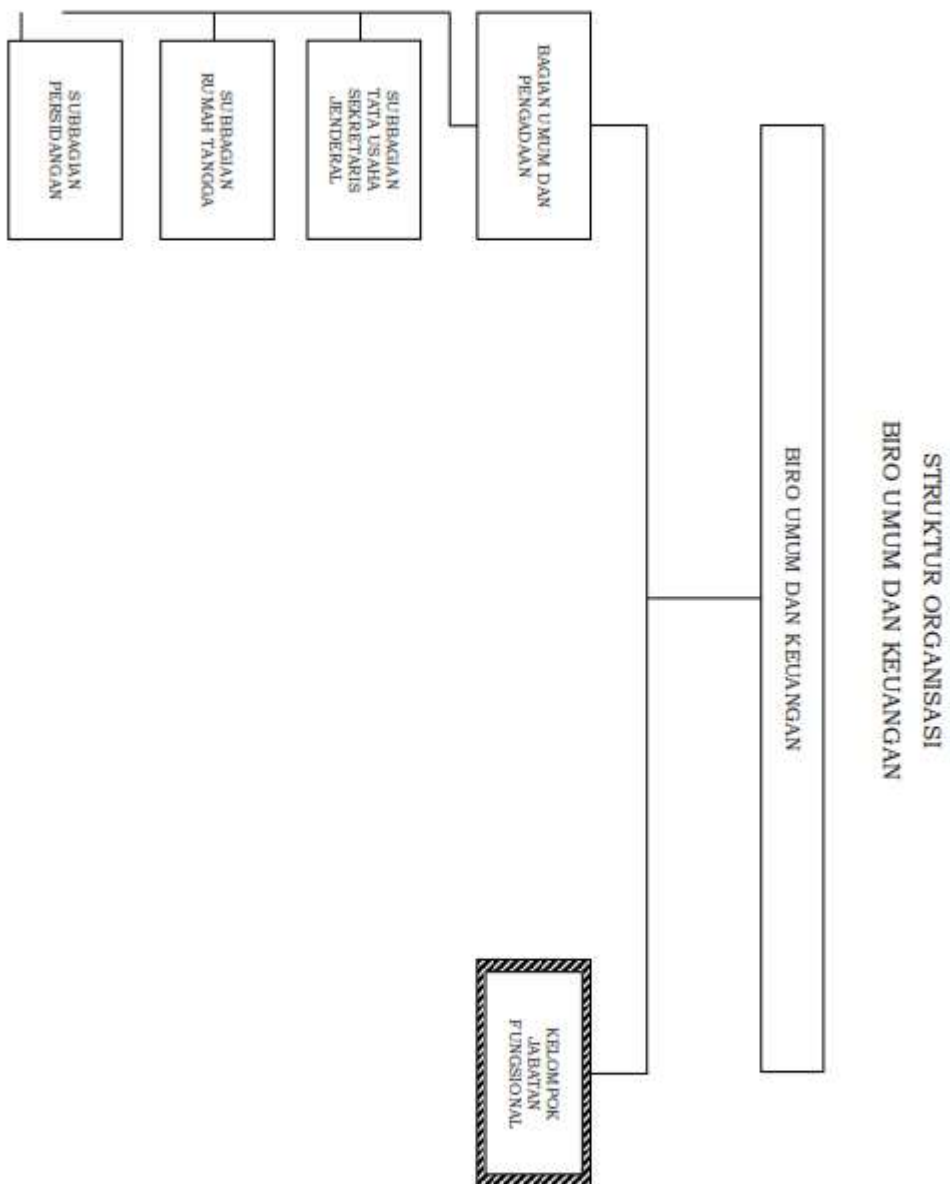 STRUKTUR ORGANISASI
BIRO UMUM DAN KEUANGAN
BIRO UMUM DAN KEUANGAN
BAGIAN UMUM DAN
PENGADAAN
KELOMPOK
JABATAN
FUNGSIONAL
SUBBAGIAN
TATA USAHA
SEKRETARIS
JENDERAL
SUBBAGIAN
RUMAH TANGGA
SUBBAGIAN
PERSIDANGAN